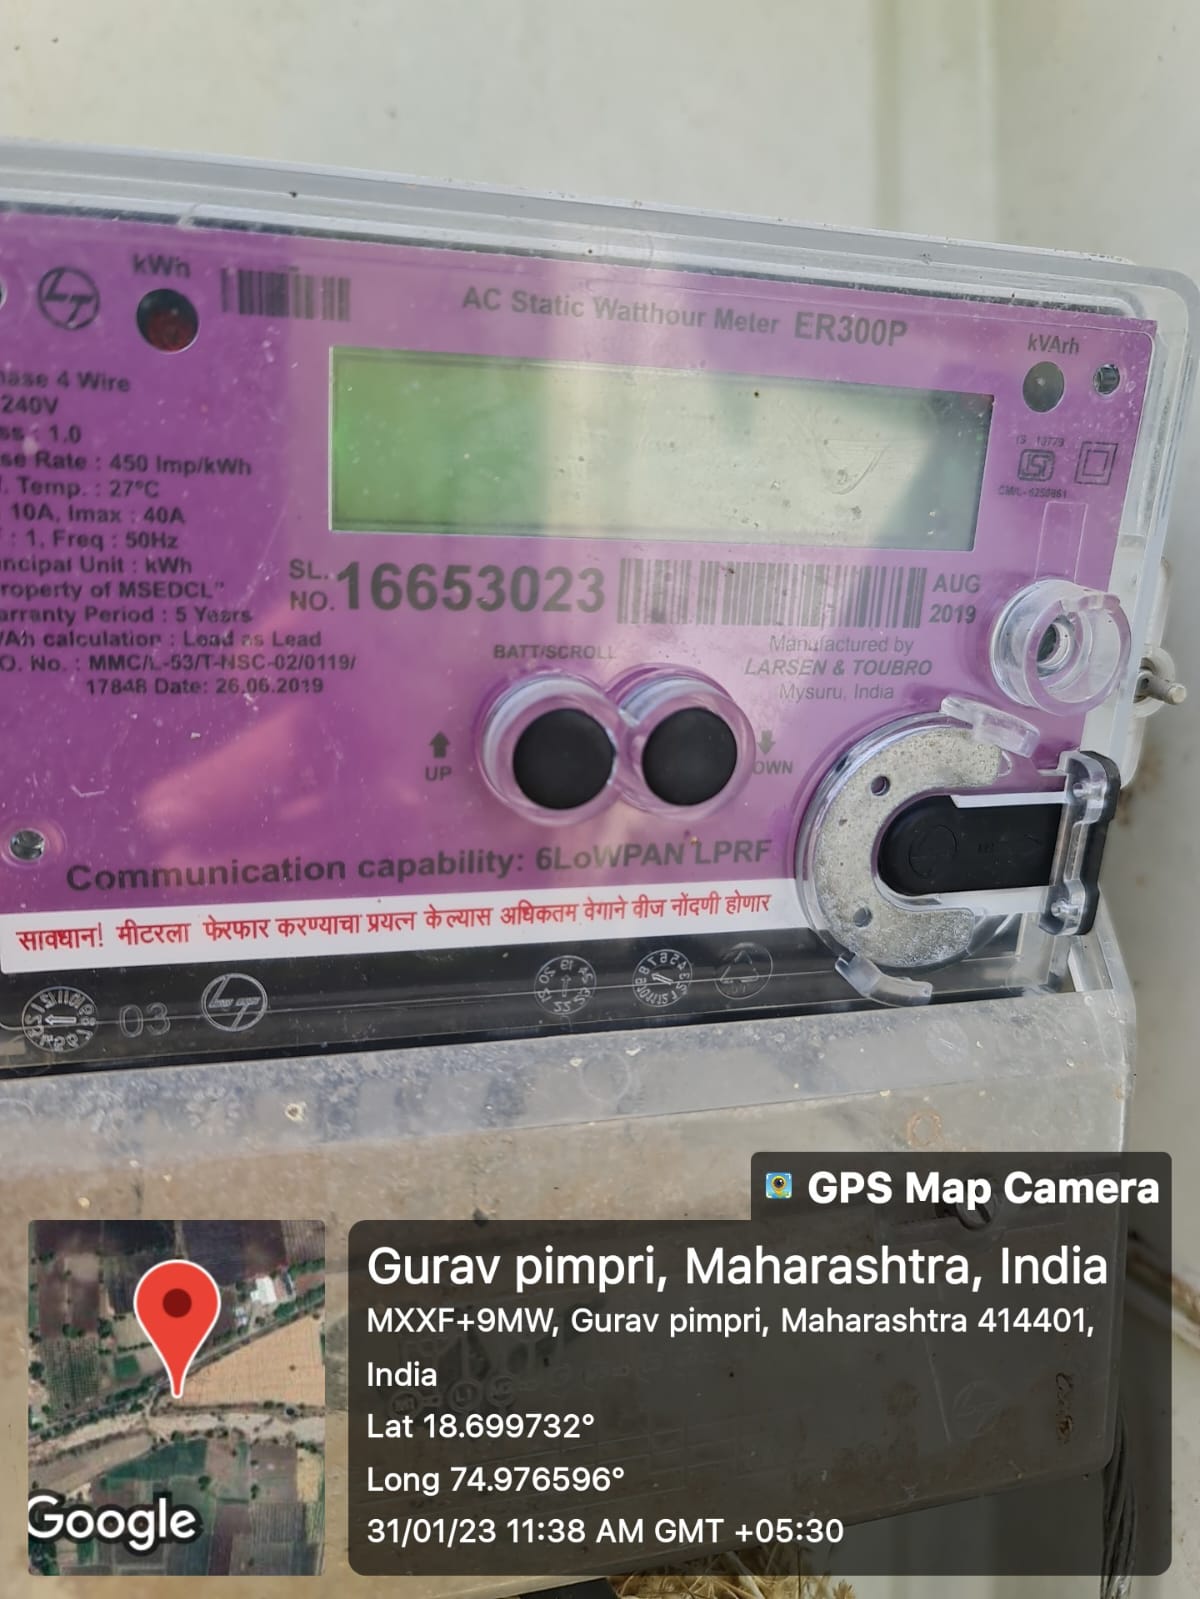 kWh
AC Static Watthour Meter ER300P
kVArh
hase 4 Wire
240V
ss : 1.0
se Rate : 450 Imp/kWh
. Temp. : 27°C
10A, Imax : 40A
: 1, Freq : 50Hz
ncipal Unit : kWh
roperty of MSEDCL"
arranty Period : 5 Years
Ah calculation : Lead as Lead
O. No. : MMC/L-53/T-NSC-02/0119/
17848 Date: 26.06.2019
IS 13779
ISI
CM/L-6250861
SL. NO. 16653023
AUG
2019
Manufactured by
LARSEN & TOUBRO
Mysuru, India
BATT/SCROLL
UP
OWN
Communication capability: 6LoWPAN LPRF
सावधान! मीटरला फेरफार करण्याचा प्रयत्न केल्यास अधिकतम वेगाने वीज नोंदणी होणार
03
GPS Map Camera
Gurav pimpri, Maharashtra, India
MXXF+9MW, Gurav pimpri, Maharashtra 414401,
India
Lat 18.699732°
Long 74.976596°
31/01/23 11:38 AM GMT +05:30
Google